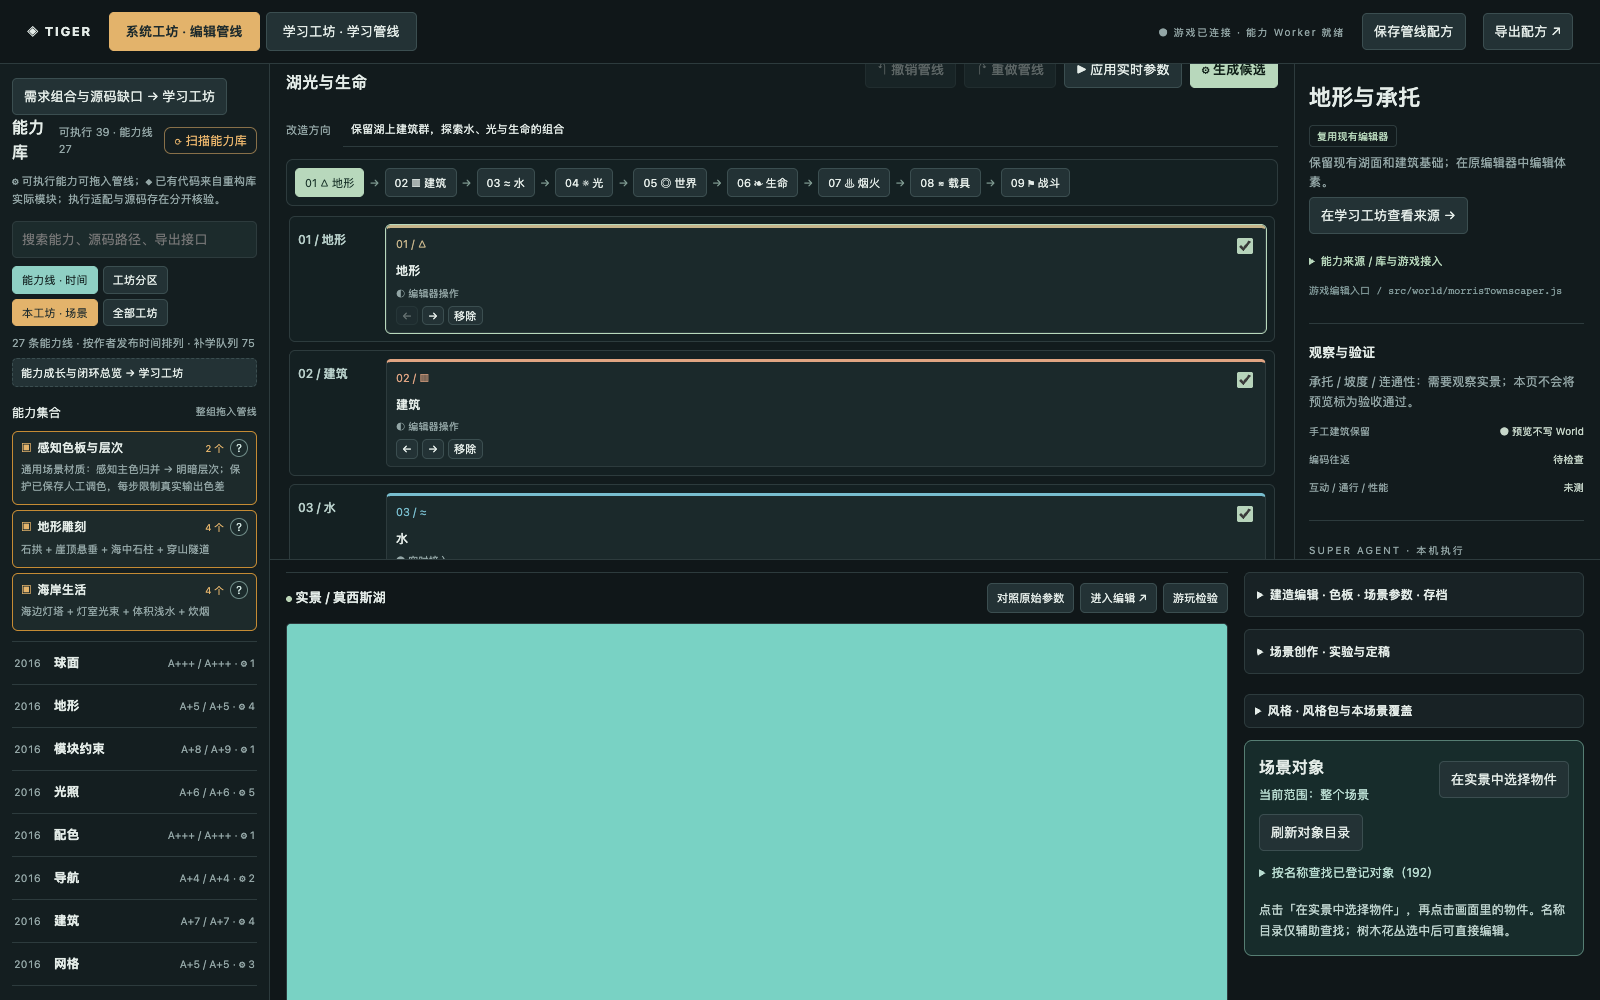 ◈ TIGER
系统工坊 · 编辑管线
学习工坊 · 学习管线
游戏已连接 · 能力 Worker 就绪
保存管线配方
导出配方 ↗
需求组合与源码缺口 → 学习工坊
能力库
可执行 39 · 能力线 27
扫描能力库
可执行能力可拖入管线；◆ 已有代码来自重构库
实际模块；执行适配与源码存在分开核验。
搜索能力、源码路径、导出接口
能力线 · 时间
工坊分区
本工坊 · 场景
全部工坊
27 条能力线 · 按作者发布时间排列 · 补学队列 75
能力成长与闭环总览 → 学习工坊
能力集合
整组拖入管线
感知色板与层次
2 个
?
通用场景材质：感知主色归并 → 明暗层次；保
护已保存人工调色，每步限制真实输出色差
地形雕刻
4 个
?
石拱 + 崖顶悬垂 + 海中石柱 + 穿山隧道
海岸生活
4 个
?
海边灯塔 + 灯室光束 + 体积浅水 + 炊烟
2016 球面 A+++ / A+++ · ⚙ 1
2016 地形 A+5 / A+5 · ⚙ 4
2016 模块约束 A+8 / A+9 · ⚙ 1
2016 光照 A+6 / A+6 · ⚙ 5
2016 配色 A+++ / A+++ · ⚙ 1
2016 导航 A+4 / A+4 · ⚙ 2
2016 建筑 A+7 / A+7 · ⚙ 4
2016 网格 A+5 / A+5 · ⚙ 3
湖光与生命
撤销管线
重做管线
▶ 应用实时参数
⚙ 生成候选
改造方向
保留湖上建筑群，探索水、光与生命的组合
01 △ 地形 →
02 建筑 →
03 ≈ 水 →
04 光 →
05 ◎ 世界 →
06 生命 →
07 烟火 →
08 载具 →
09 战斗
01 / 地形
01 / △
地形
◐ 编辑器操作
← → 移除
02 / 建筑
02 /
建筑
◐ 编辑器操作
← → 移除
03 / 水
03 / ≈
水
地形与承托
复用现有编辑器
保留现有湖面和建筑基础；在原编辑器中编辑体
素。
在学习工坊查看来源 →
▶ 能力来源 / 库与游戏接入
游戏编辑入口 / src/world/morrisTownscaper.js
观察与验证
承托 / 坡度 / 连通性：需要观察实景；本页不会将
预览标为验收通过。
手工建筑保留
● 预览不写 World
编码往返
待检查
互动 / 通行 / 性能
未测
SUPER AGENT · 本机执行
实景 / 莫西斯湖
对照原始参数
进入编辑 ↗
游玩检验
▶ 建造编辑 · 色板 · 场景参数 · 存档
▶ 场景创作 · 实验与定稿
▶ 风格 · 风格包与本场景覆盖
场景对象
当前范围：整个场景
在实景中选择物件
刷新对象目录
▶ 按名称查找已登记对象（192）
点击「在实景中选择物件」，再点击画面里的物件。名称
目录仅辅助查找；树木花丛选中后可直接编辑。